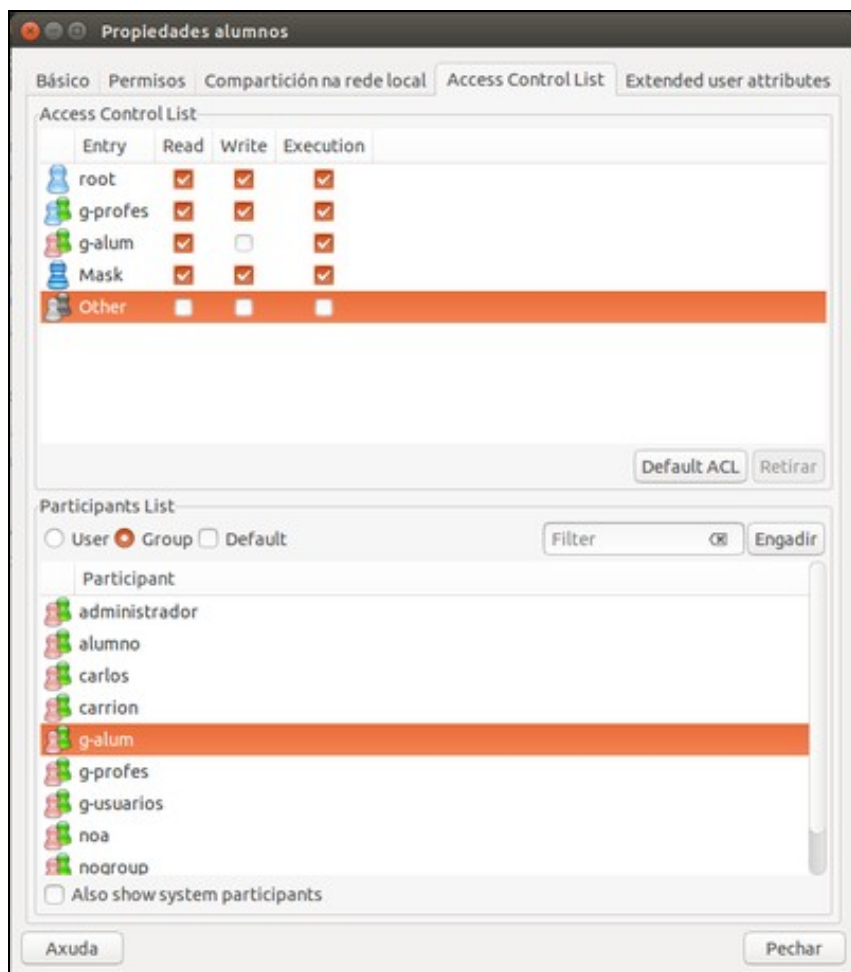 Propiedades alumnos
Básico Permisos Compartición na rede local Access Control List Extended user attributes
Access Control List
Entry Read Write Execution
root
g-profes
g-alum
Mask
Other
Default ACL Retirar
Participants List
User Group Default Filter Engadir
Participant
administrador
alumno
carlos
carrion
g-alum
g-profes
g-usuarios
noa
nogroup
Also show system participants
Axuda Pechar